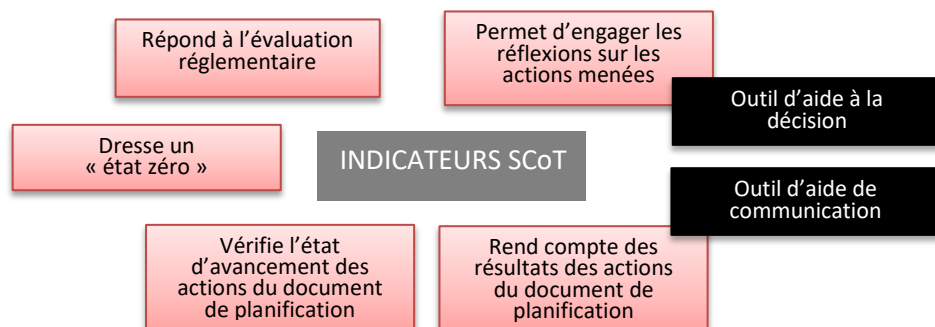 Répond à l’évaluation
réglementaire
Permet d’engager les
réflexions sur les
actions menées
Outil d’aide à la
décision
Dresse un
« état zéro »
INDICATEURS SCoT
Outil d’aide de
communication
Vérifie l’état
d’avancement des
actions du document
de planification
Rend compte des
résultats des actions
du document de
planification